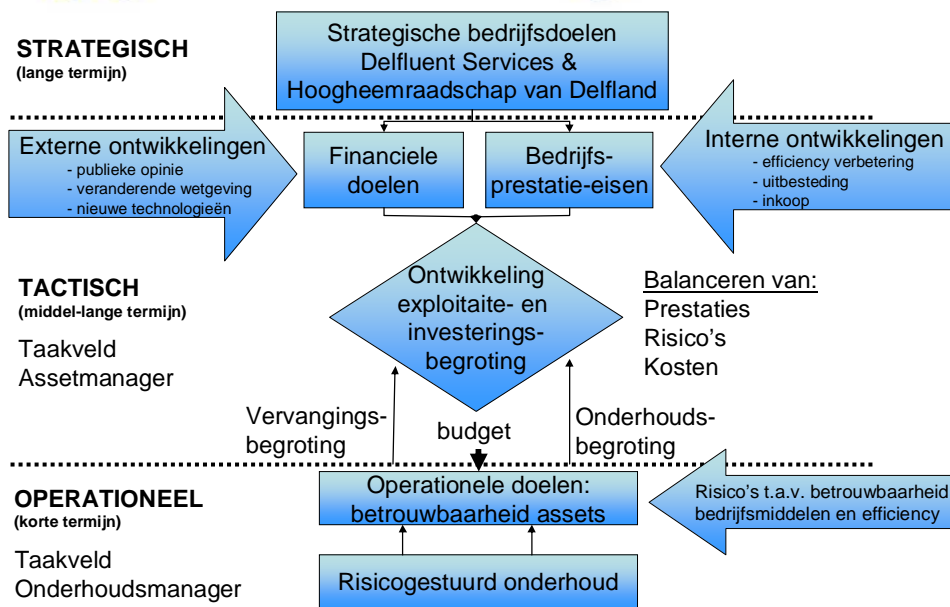 STRATEGISCH
(lange termijn)
Strategische bedrijfsdoelen
Delfluent Services &
Hoogheemraadschap van Delfland
Externe ontwikkelingen
- publieke opinie
- veranderende wetgeving
- nieuwe technologieën
Financiele
doelen
Bedrijfs-
prestatie-eisen
Interne ontwikkelingen
- efficiency verbetering
- uitbesteding
- inkoop
TACTISCH
(middel-lange termijn)
Taakveld
Assetmanager
Ontwikkeling
exploitaite- en
investerings-
begroting
Balanceren van:
Prestaties
Risico's
Kosten
Vervangings-
begroting
budget
Onderhouds-
begroting
OPERATIONEEL
(korte termijn)
Taakveld
Onderhoudsmanager
Operationele doelen:
betrouwbaarheid assets
Risico's t.a.v. betrouwbaarheid
bedrijfsmiddelen en efficiency
Risicogestuurd onderhoud